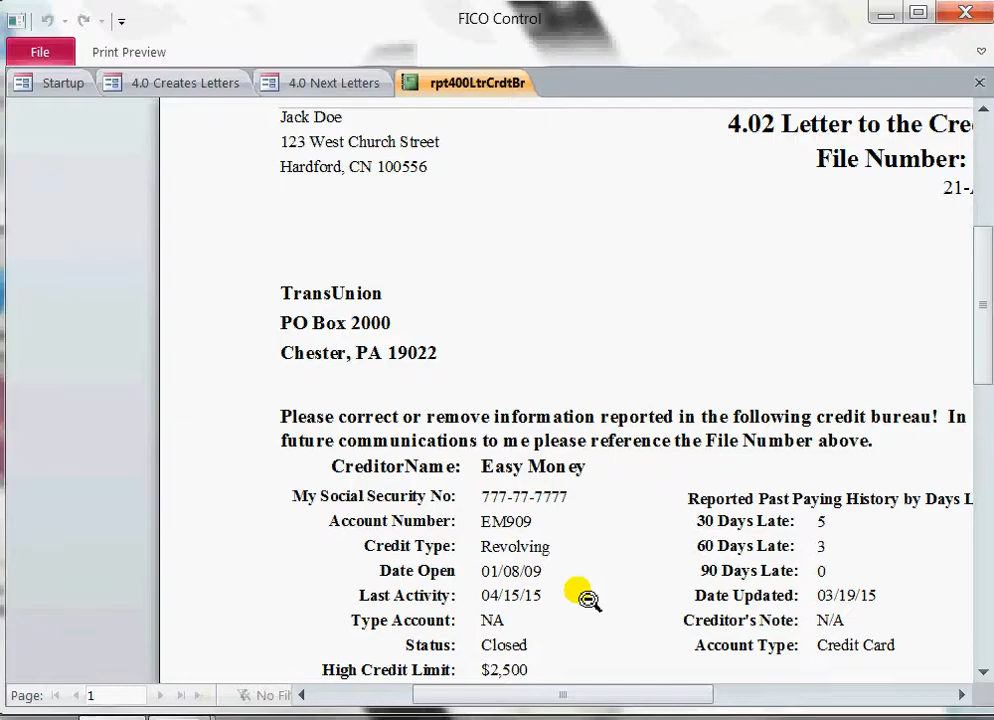 FICO Control
File
Print Preview
Startup
4.0 Creates Letters
4.0 Next Letters
rpt400LtrCrdtBr
Jack Doe
123 West Church Street
Hardford, CN 100556
4.02 Letter to the Cre
File Number:
21-
TransUnion
PO Box 2000
Chester, PA 19022
Please correct or remove information reported in the following credit bureau! In
future communications to me please reference the File Number above.
CreditorName: Easy Money
My Social Security No: 777-77-7777
Reported Past Paying History by Days L
Account Number: EM909
30 Days Late: 5
Credit Type: Revolving
60 Days Late: 3
Date Open 01/08/09
90 Days Late: 0
Last Activity: 04/15/15
Date Updated: 03/19/15
Type Account: NA
Creditor's Note: N/A
Status: Closed
Account Type: Credit Card
High Credit Limit: $2,500
Page: 1
No Fil